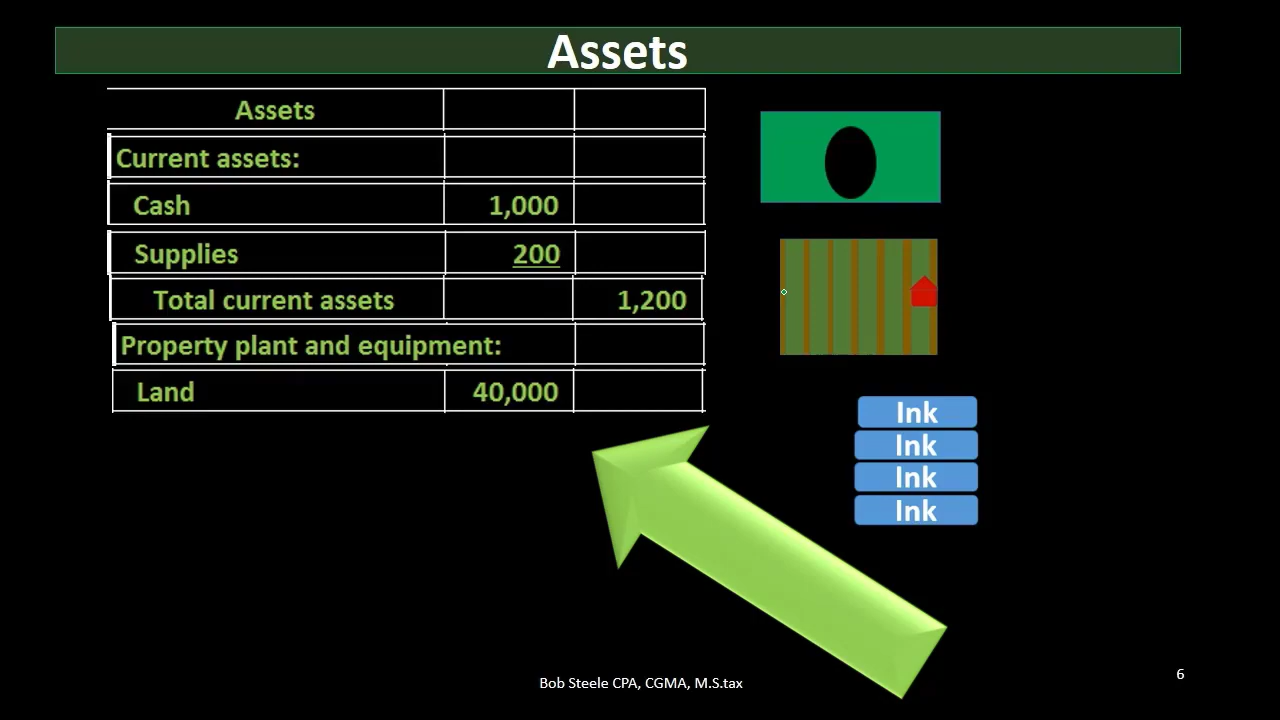 Assets
Assets
Current assets:
Cash 1,000
Supplies 200
Total current assets 1,200
Property plant and equipment:
Land 40,000
Ink
Ink
Ink
Ink
Bob Steele CPA, CGMA, M.S.tax
6